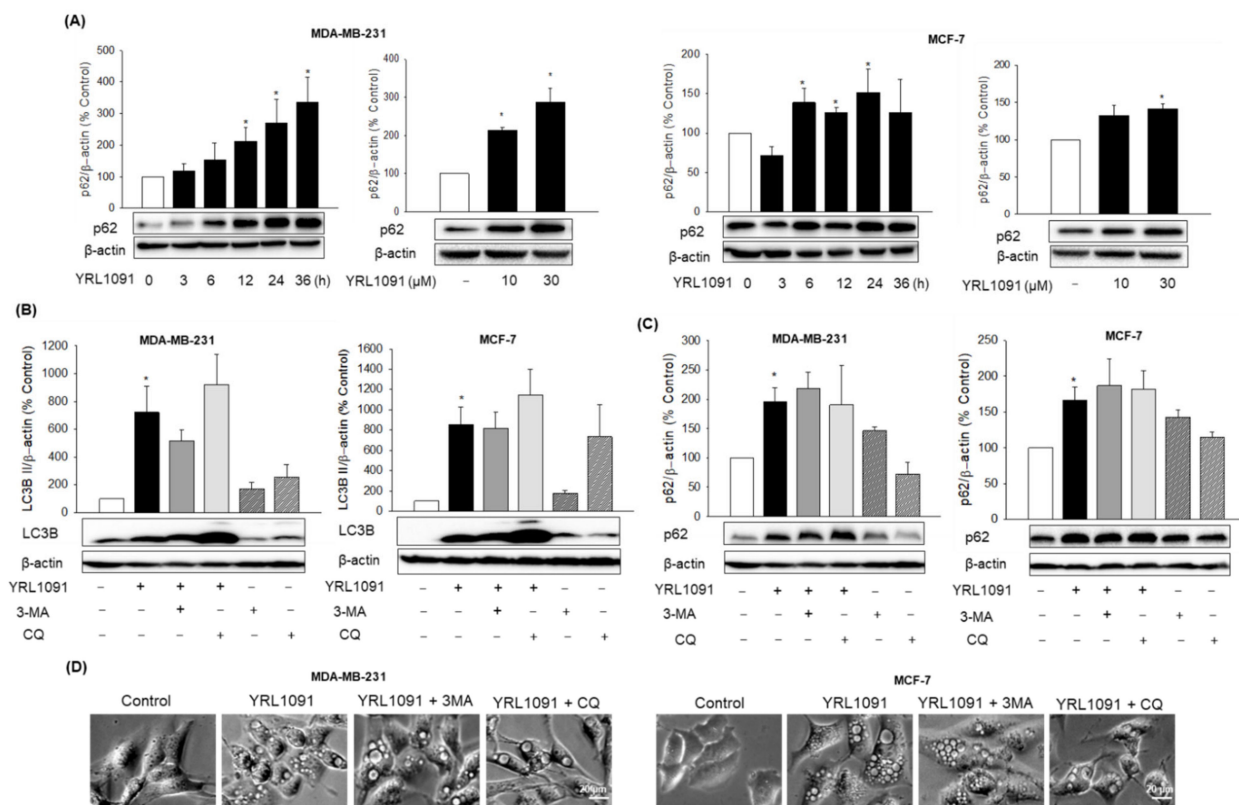 (A)
MDA-MB-231
MCF-7
p62/β-actin (% Control)
500
400
300
200
100
0
*
*
*
p62
β-actin
YRL1091 0 3 6 12 24 36 (h)
p62/β-actin (% Control)
400
300
200
100
0
*
*
YRL1091 (μM) – 10 30
p62/β-actin (% Control)
200
150
100
50
0
*
*
*
p62
β-actin
YRL1091 0 3 6 12 24 36 (h)
p62/β-actin (% Control)
200
150
100
50
0
*
p62
β-actin
YRL1091 (μM) – 10 30
(B)
MDA-MB-231
LC3B II/β-actin (% Control)
1200
1000
800
600
400
200
0
*
LC3B
β-actin
YRL1091 – + + + – –
3-MA – – + – + –
CQ – – – + – +
MCF-7
LC3B II/β-actin (% Control)
1600
1400
1200
1000
800
600
400
200
0
*
LC3B
β-actin
YRL1091 – + + + – –
3-MA – – + – + –
CQ – – – + – +
(C)
MDA-MB-231
p62/β-actin (% Control)
300
250
200
150
100
50
0
*
p62
β-actin
YRL1091 – + + + – –
3-MA – – + – + –
CQ – – – + – +
MCF-7
p62/β-actin (% Control)
250
200
150
100
50
0
*
p62
β-actin
– + + + – –
– – + – + –
– – – + – +
(D)
MDA-MB-231
Control YRL1091 YRL1091 + 3MA YRL1091 + CQ
20 μm
MCF-7
Control YRL1091 YRL1091 + 3MA YRL1091 + CQ
20 μm